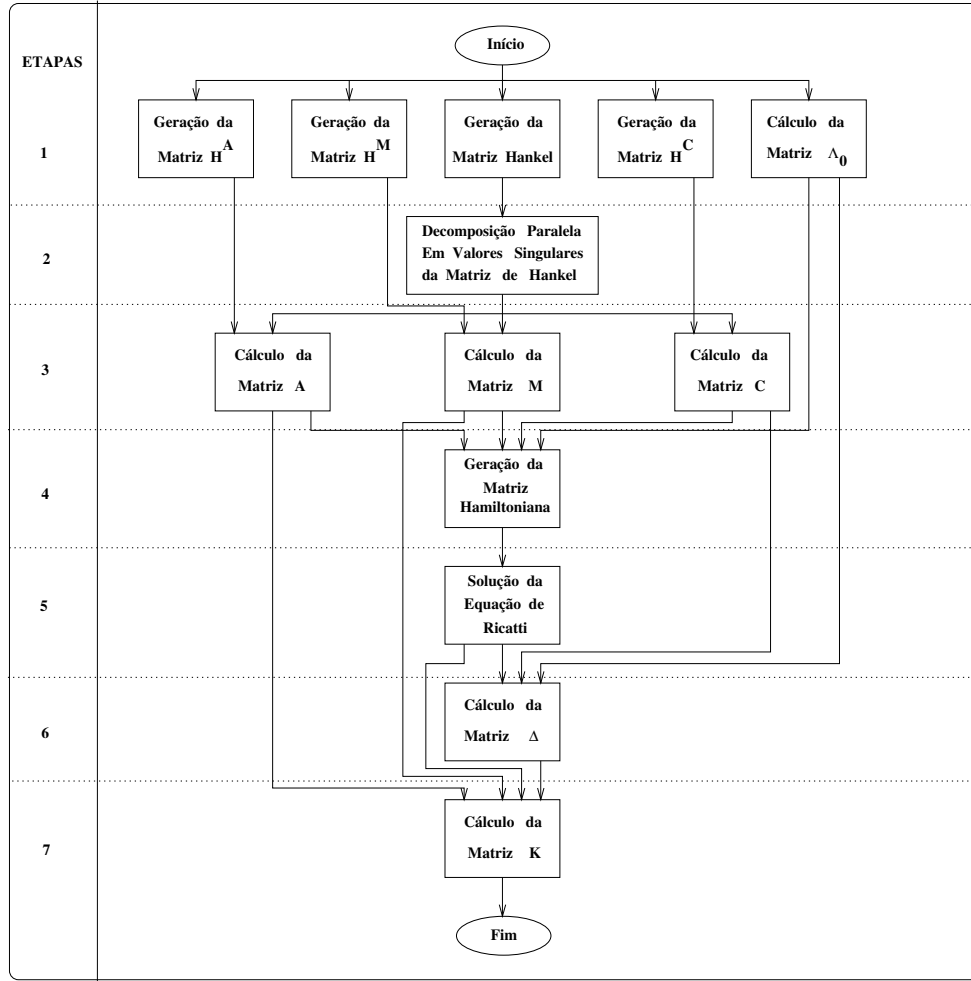 Início
ETAPAS
1
Geração da
Matriz H^A
Geração da
Matriz H^M
Geração da
Matriz Hankel
Geração da
Matriz H^C
Cálculo da
Matriz Λ_0
2
Decomposição Paralela
Em Valores Singulares
da Matriz de Hankel
3
Cálculo da
Matriz A
Cálculo da
Matriz M
Cálculo da
Matriz C
4
Geração da
Matriz
Hamiltoniana
5
Solução da
Equação de
Ricatti
6
Cálculo da
Matriz Δ
7
Cálculo da
Matriz K
Fim